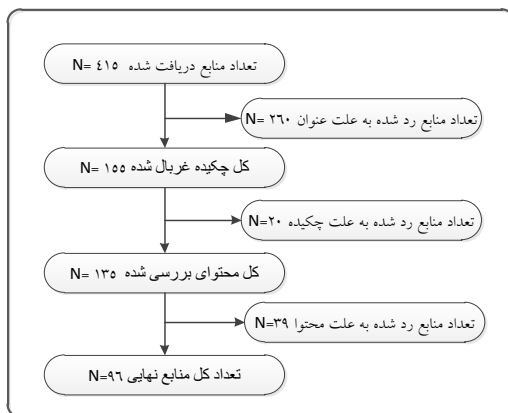 تعداد منابع دریافت شده N= ٤١٥
تعداد منابع رد شده به علت عنوان N= ٢٦٠
کل چکیده غربال شده N= ١٥٥
تعداد منابع رد شده به علت چکیده N=٢٠
کل محتوای بررسی شده N= ١٣٥
تعداد منابع رد شده به علت محتوا N=٣٩
تعداد کل منابع نهایی N=٩٦